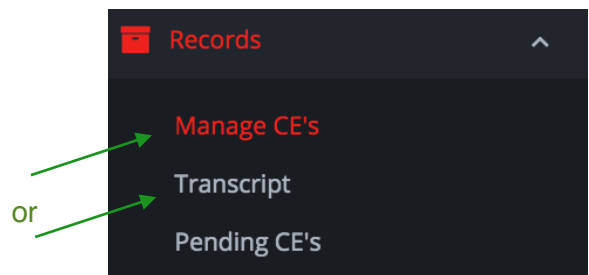 Records
Manage CE's
Transcript
or
Pending CE's